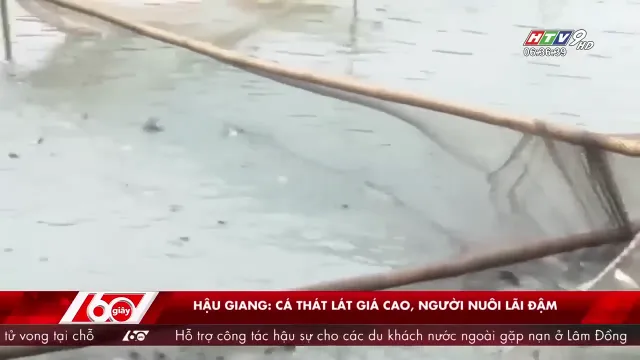 HTV9 HD
06:36:39
60 giây
HẬU GIANG: CÁ THÁT LÁT GIÁ CAO, NGƯỜI NUÔI LÃI ĐẬM
tử vong tại chỗ 60 Hỗ trợ công tác hậu sự cho các du khách nước ngoài gặp nạn ở Lâm Đồng